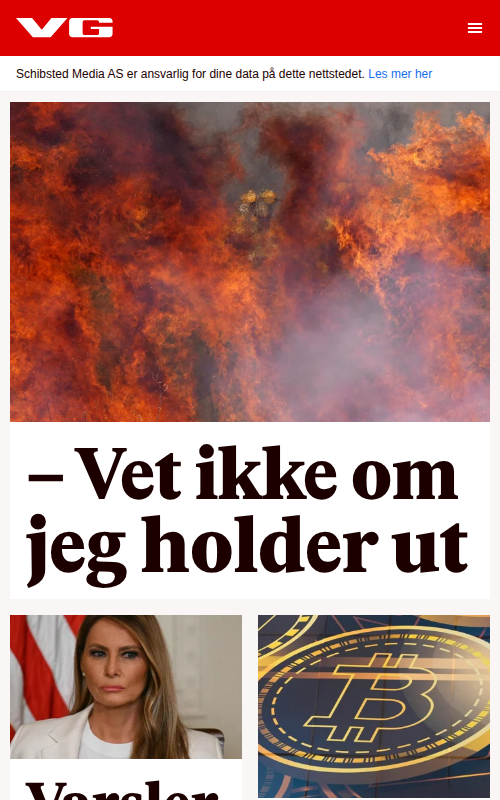 VG
Schibsted Media AS er ansvarlig for dine data på dette nettstedet. Les mer her
– Vet ikke om
jeg holder ut
Varsler